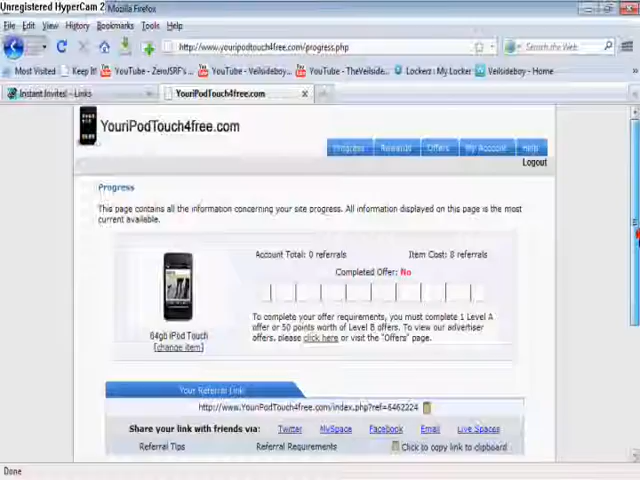 Unregistered HyperCam 2
Mozilla Firefox
File Edit View History Bookmarks Tools Help
http://www.youripodtouch4free.com/progress.php
Search the Web
Most Visited Keep It! YouTube - ZeroJSRF's... YouTube - Veilsideboy... YouTube - TheVeilside... Lockerz: My Locker Veilsideboy - Home
Instant Invites! - Links
YouriPodTouch4free.com
YouriPodTouch4free.com
Progress Rewards Offers My Account Help
Logout
Progress
This page contains all the information concerning your site progress. All information displayed on this page is the most
current available.
Account Total: 0 referrals Item Cost: 8 referrals
Completed Offer: No
To complete your offer requirements, you must complete 1 Level A
offer or 50 points worth of Level B offers. To view our advertiser
offers, please click here or visit the "Offers" page.
64gb iPod Touch
[change item]
Your Referral Link
http://www.YouriPodTouch4free.com/index.php?ref=6462224
Share your link with friends via: Twitter MySpace Facebook Email Live Spaces
Referral Tips Referral Requirements Click to copy link to clipboard
Done